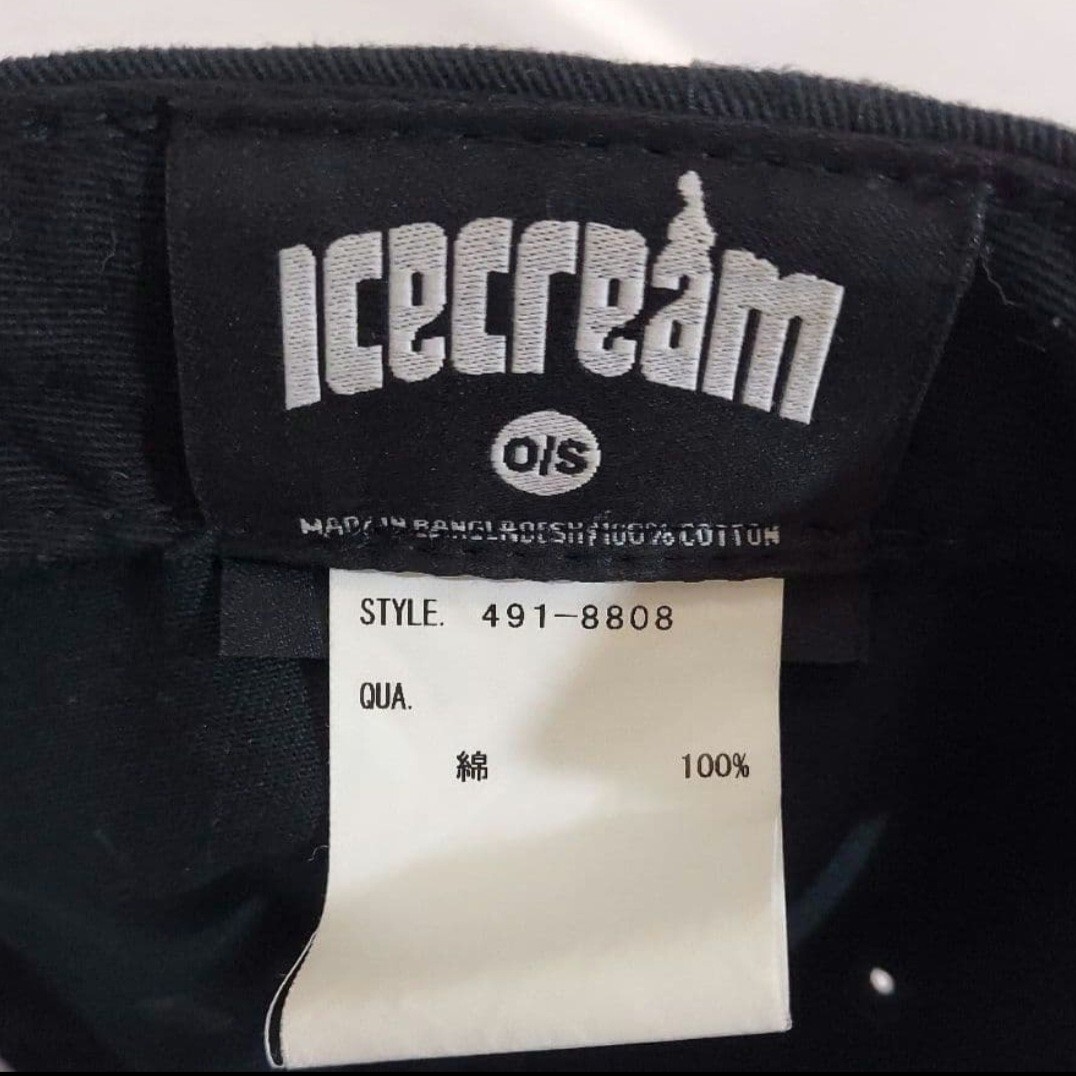 Icecream
O/S
MADE IN BANGLADESH / 100% COTTON
STYLE. 491-8808
QUA.
綿 100%